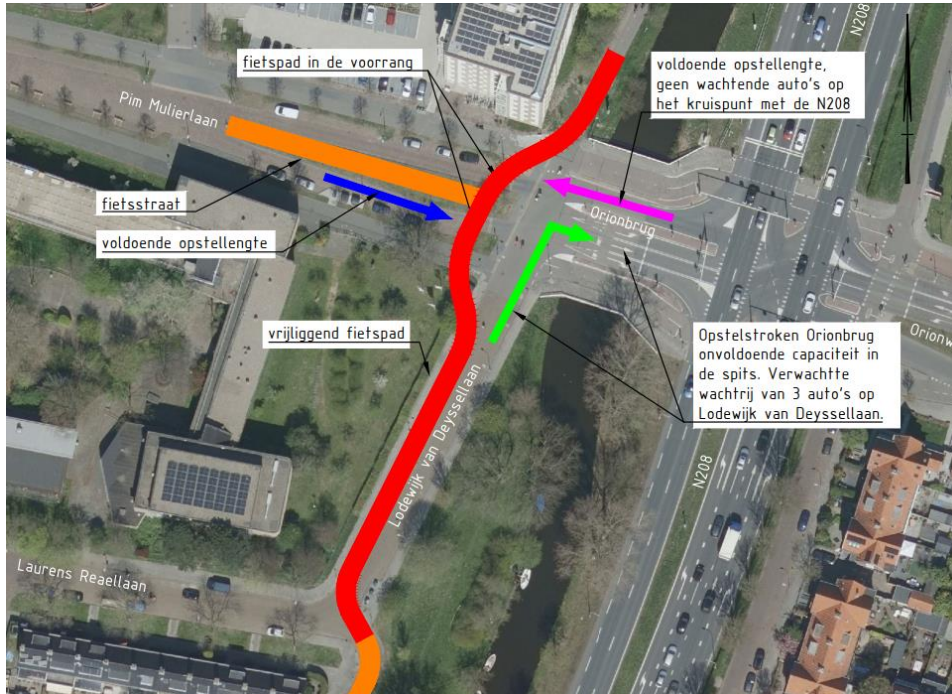 fietspad in de voorrang
voldoende opstellengte,
geen wachtende auto's op
het kruispunt met de N208
N208
Pim Mulierlaan
fietsstraat
voldoende opstellengte
Orionbrug
vrijliggend fietspad
Opstelstroken Orionbrug
onvoldoende capaciteit in
de spits. Verwachtte
wachtrij van 3 auto's op
Lodewijk van Deyssellaan.
Orionw
Lodewijk van Deyssellaan
N208
Laurens Reaellaan